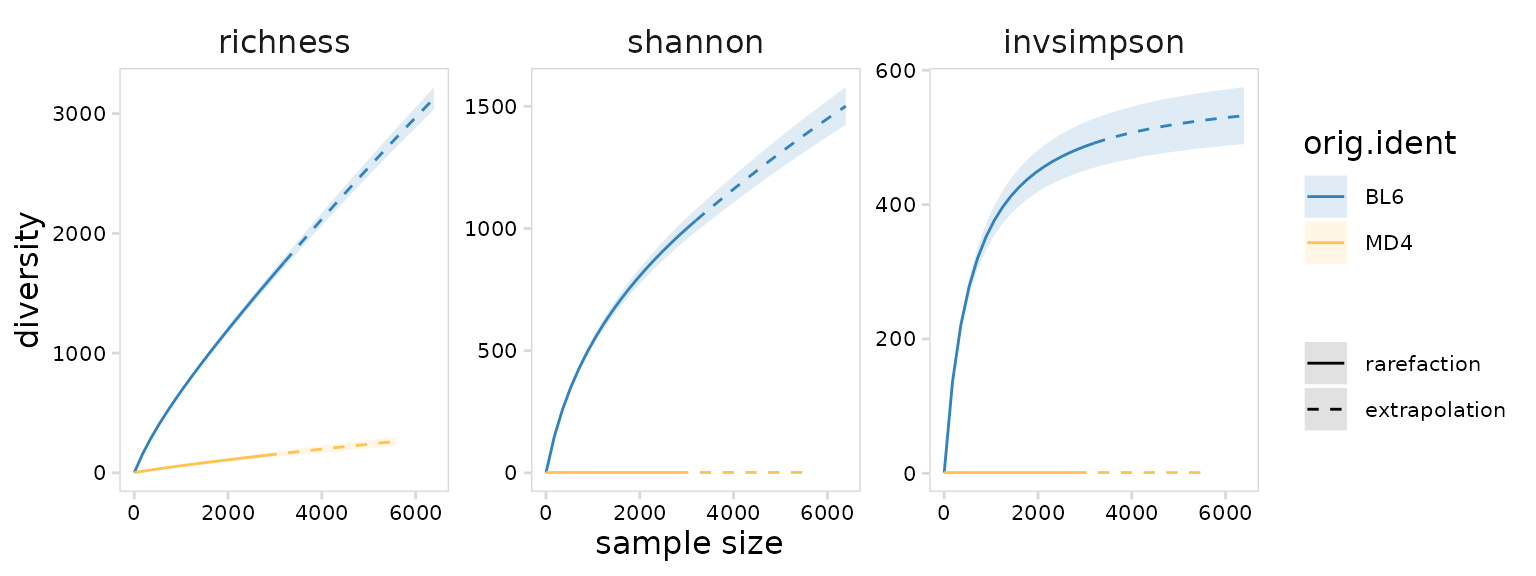 richness
shannon
invsimpson
diversity
3000
2000
1000
0
1500
1000
500
0
600
400
200
0
0 2000 4000 6000
0 2000 4000 6000
0 2000 4000 6000
sample size
orig.ident
BL6
MD4
rarefaction
extrapolation